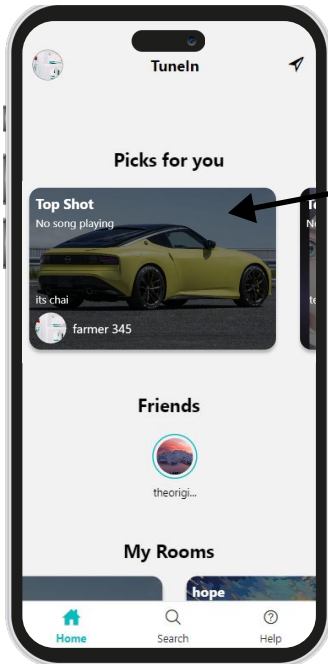 TuneIn
Picks for you
Top Shot
No song playing
its chai
farmer 345
Friends
theorigi...
My Rooms
hope
Home
Search
Help